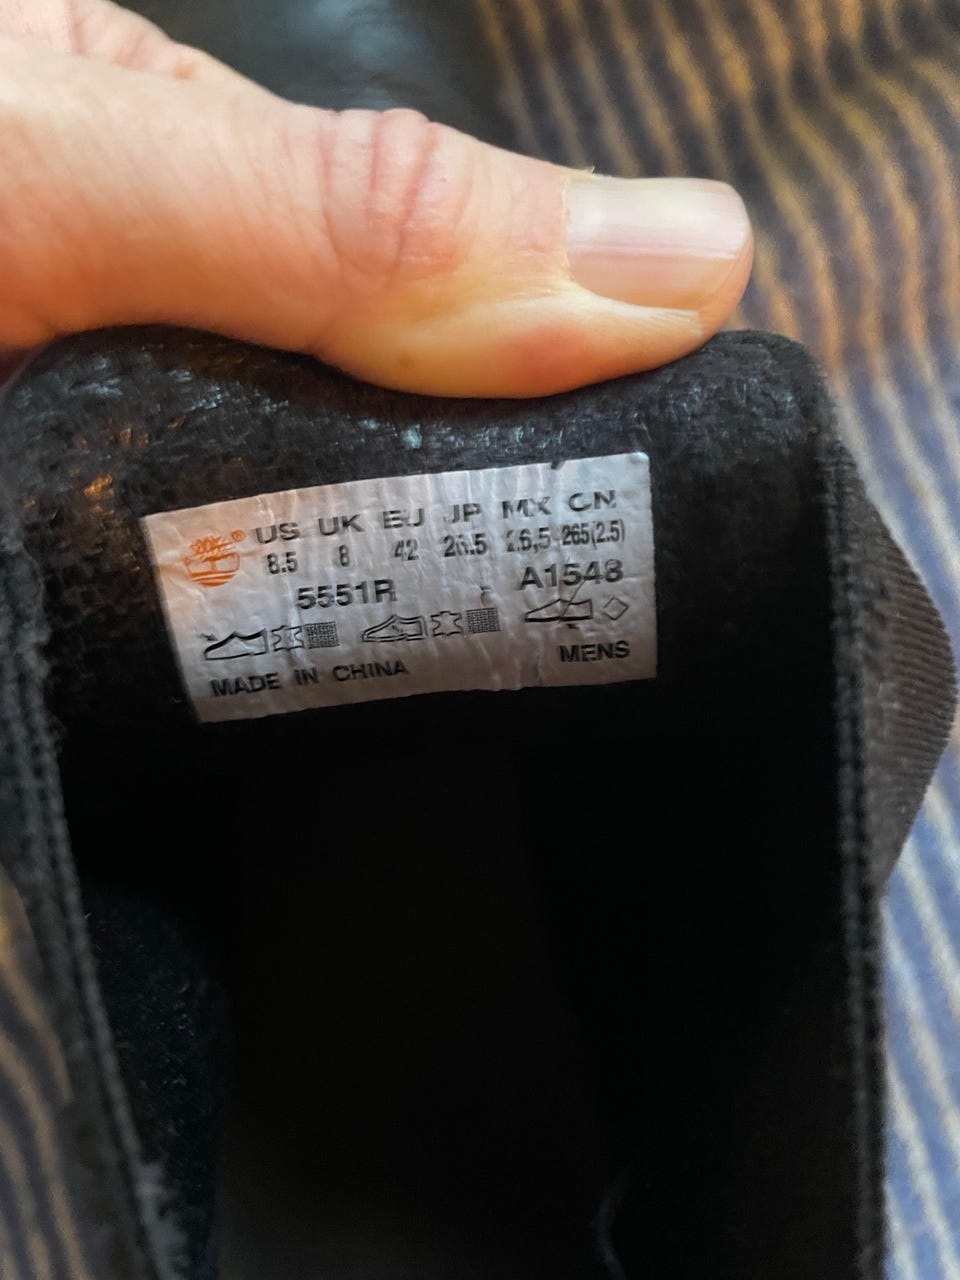 US UK EU JP MX CN
8.5 8 42 26.5 26,5 265(2.5)
5551R A1548
MADE IN CHINA MENS